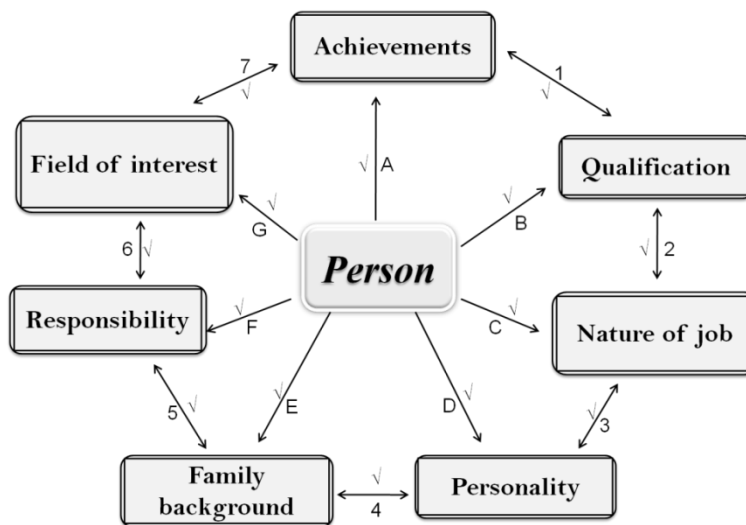 Achievements
7
√
1
√
Field of interest
√ A
Qualification
√
G
√
B
Person
6 √
√ 2
Responsibility
√
F
√
C
Nature of job
5 √
√
E
√
D
√
3
Family
background
√
4
Personality